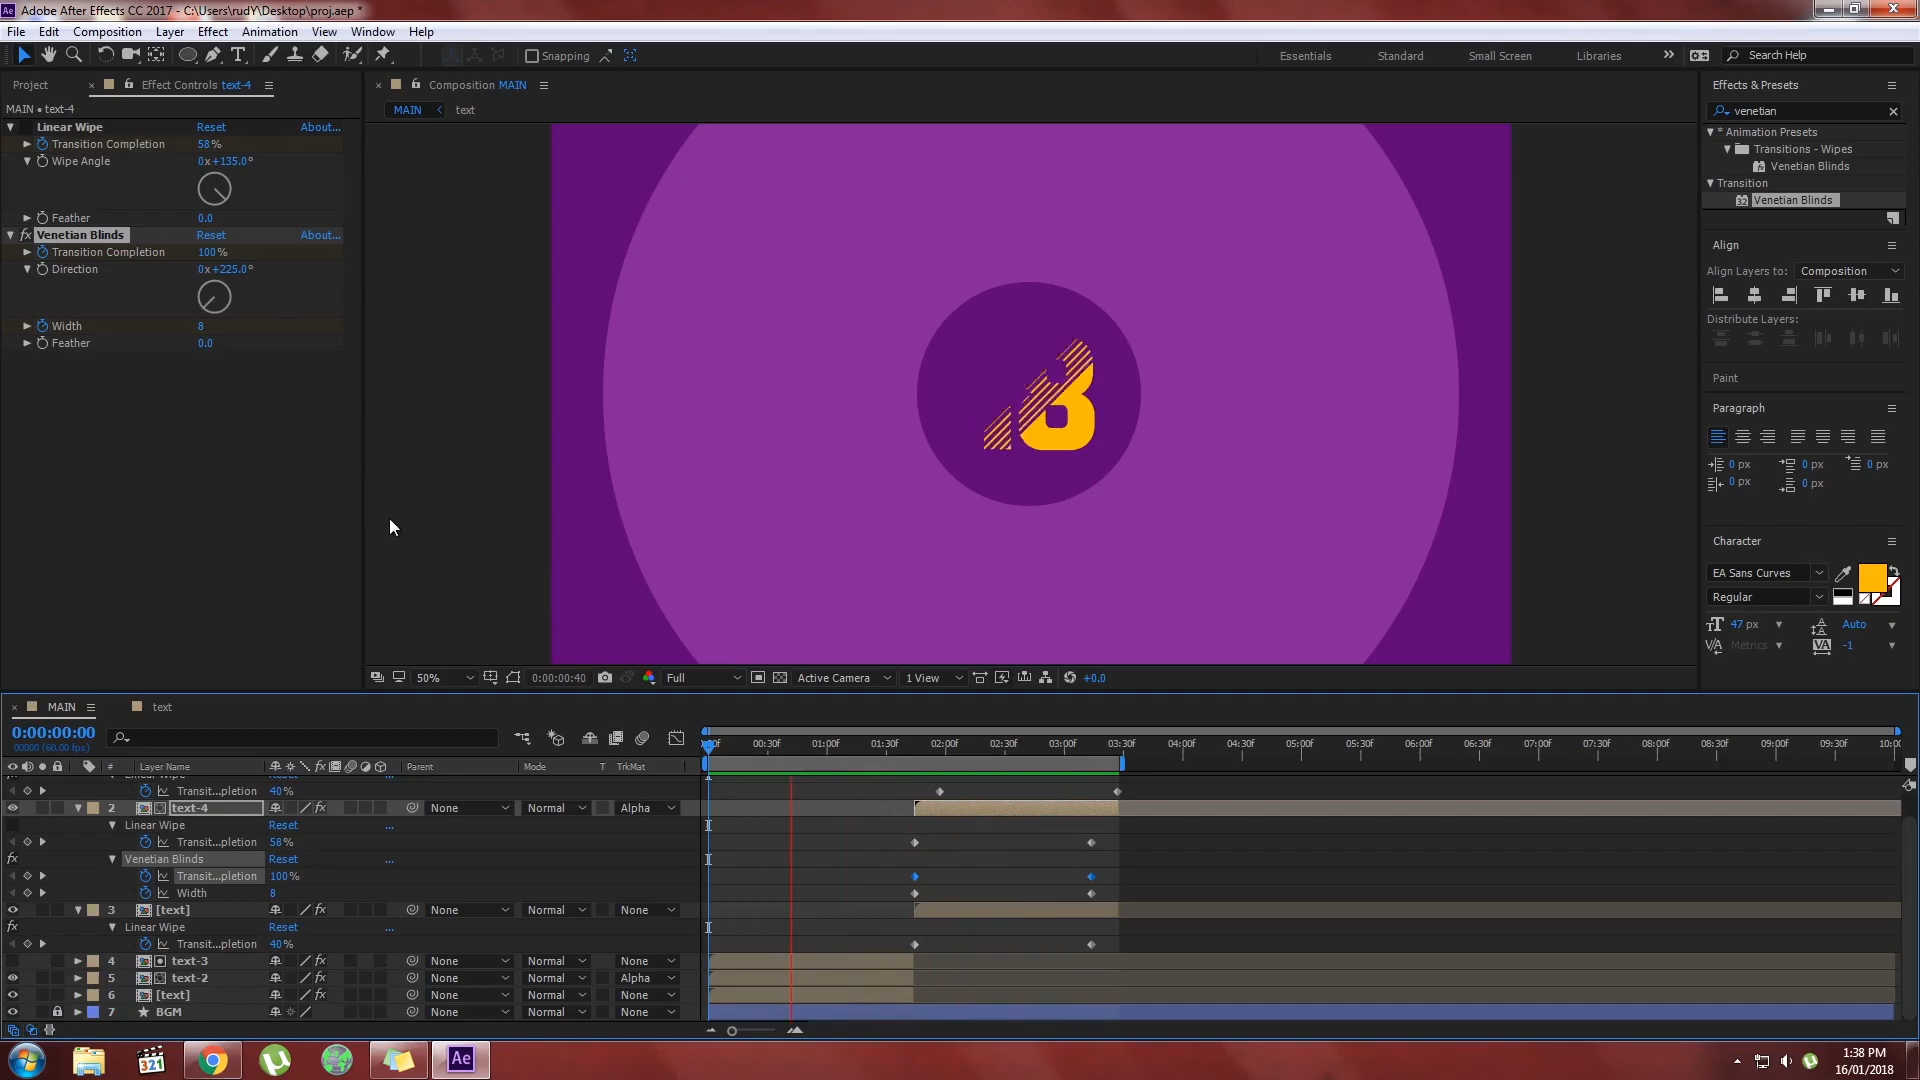 Adobe After Effects CC 2017 - C:\Users\rudY\Desktop\proj.aep *
File Edit Composition Layer Effect Animation View Window Help
Snapping Essentials Standard Small Screen Libraries Search Help
Project Effect Controls text-4
MAIN • text-4
Linear Wipe Reset About...
Transition Completion 58 %
Wipe Angle 0x+135.0°
Feather 0.0
fx Venetian Blinds Reset About...
Transition Completion 100 %
Direction 0x+225.0°
Width 8
Feather 0.0
Composition MAIN
MAIN text
50% 0:00:00:40 Full Active Camera 1 View +0.0
Effects & Presets
venetian
* Animation Presets
Transitions - Wipes
Venetian Blinds
Transition
32 Venetian Blinds
Align
Align Layers to: Composition
Distribute Layers:
Paint
Paragraph
0 px 0 px 0 px
0 px 0 px
Character
EA Sans Curves
Regular
47 px Auto
Metrics -1
MAIN text
0:00:00:00
00000 (60.00 fps)
00:30f 01:00f 01:30f 02:00f 02:30f 03:00f 03:30f 04:00f 04:30f 05:00f 05:30f 06:00f 06:30f 07:00f 07:30f 08:00f 08:30f 09:00f 09:30f 10:00
# Layer Name Parent Mode T TrkMat
Linear Wipe Reset
Transit...pletion 40 %
2 text-4 None Normal Alpha
Linear Wipe Reset ...
Transit...pletion 58 %
fx Venetian Blinds Reset ...
Transit...pletion 100 %
Width 8
3 [text] fx None Normal None
fx Linear Wipe Reset ...
Transit...pletion 40 %
4 text-3 fx None Normal None
5 text-2 fx None Normal Alpha
6 [text] fx None Normal None
7 BGM None Normal None
321 Ae
1:38 PM
16/01/2018